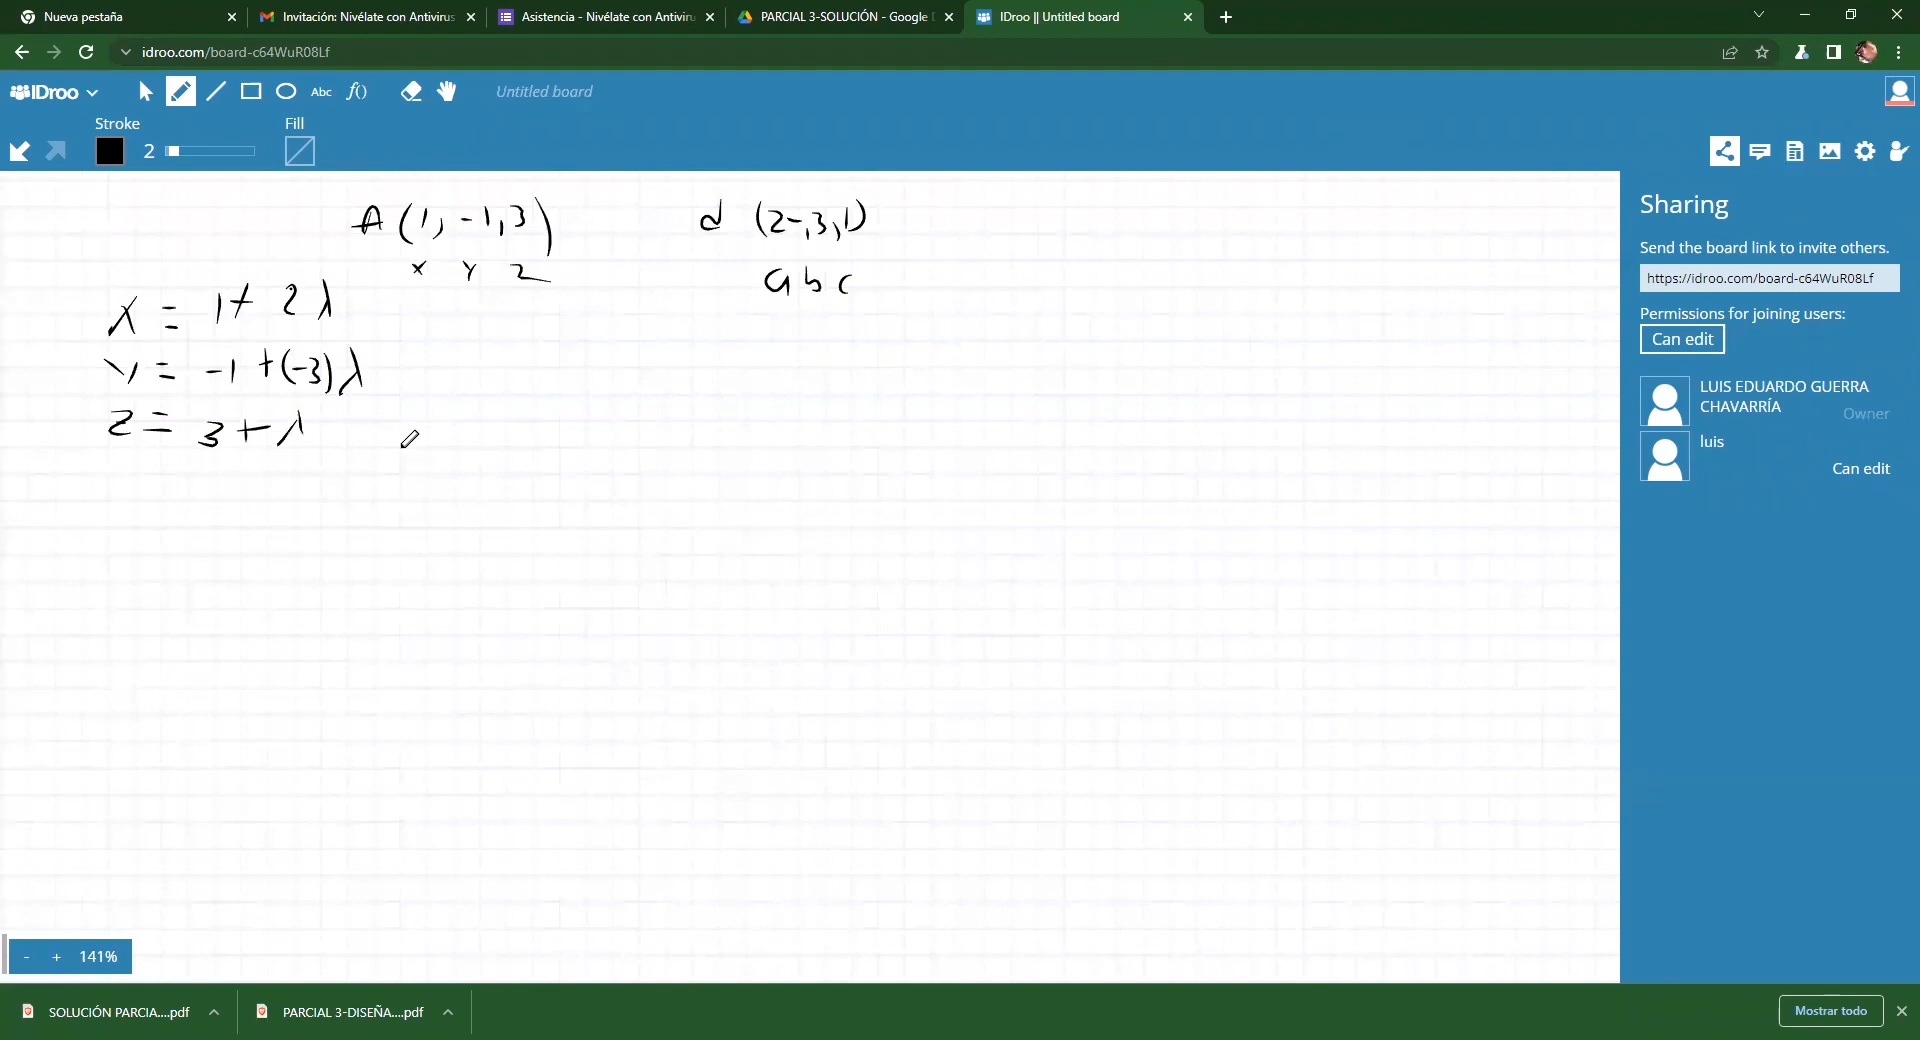 Nueva pestaña
Invitación: Nivélate con Antivirus
Asistencia - Nivélate con Antiviru
PARCIAL 3-SOLUCIÓN - Google D
IDroo || Untitled board
idroo.com/board-c64WuR08Lf
IDroo
Abc
f()
Untitled board
Stroke
Fill
2
A (1, -1, 3)
d (2-, 3, 1)
x y z
a b c
x = 1 + 2 λ
y = -1 + (-3) λ
z = 3 + λ
Sharing
Send the board link to invite others.
https://idroo.com/board-c64WuR08Lf
Permissions for joining users:
Can edit
LUIS EDUARDO GUERRA
CHAVARRÍA
Owner
luis
Can edit
- + 141%
SOLUCIÓN PARCIA....pdf
PARCIAL 3-DISEÑA....pdf
Mostrar todo